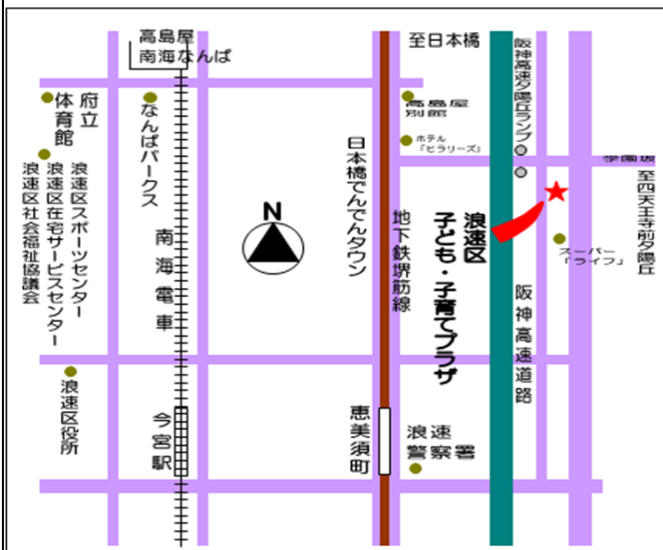 高島屋
南海なんば
至日本橋
阪神高速夕陽丘ランプ
府立
体育館
なんばパークス
高島屋
別館
ホテル
「ヒラリーズ」
日本橋でんでんタウン
学園坂
至四天王寺前夕陽丘
浪速区スポーツセンター
浪速区在宅サービスセンター
浪速区社会福祉協議会
N
南海電車
地下鉄堺筋線
浪速区
子ども・子育てプラザ
スーパー
「ライフ」
阪神高速道路
浪速区役所
今宮駅
恵美須町
浪速
警察署